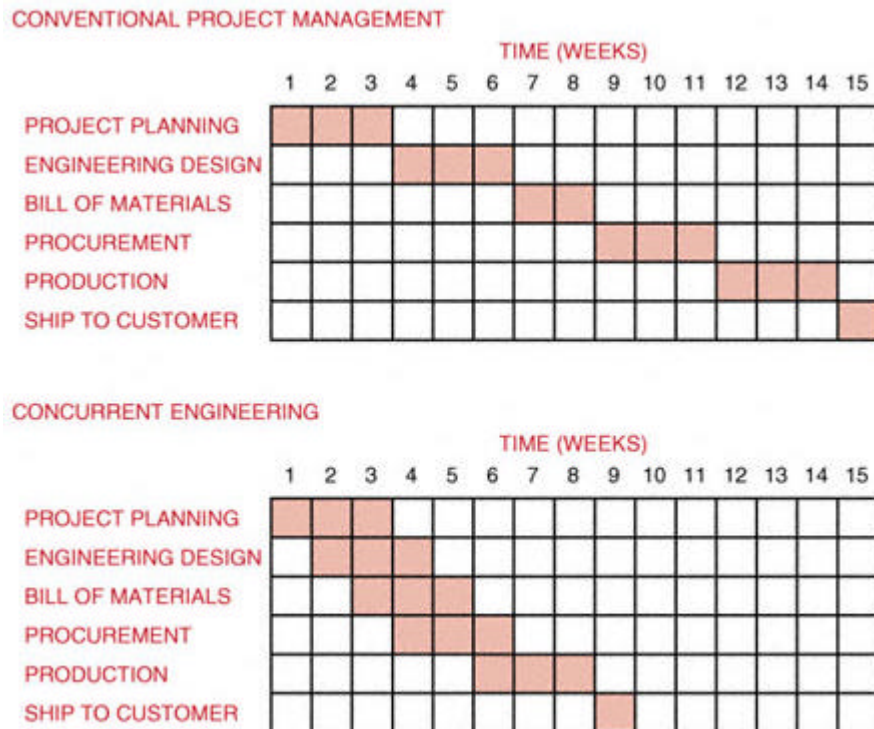 CONVENTIONAL PROJECT MANAGEMENT
TIME (WEEKS)
1 2 3 4 5 6 7 8 9 10 11 12 13 14 15
PROJECT PLANNING
ENGINEERING DESIGN
BILL OF MATERIALS
PROCUREMENT
PRODUCTION
SHIP TO CUSTOMER
CONCURRENT ENGINEERING
TIME (WEEKS)
1 2 3 4 5 6 7 8 9 10 11 12 13 14 15
PROJECT PLANNING
ENGINEERING DESIGN
BILL OF MATERIALS
PROCUREMENT
PRODUCTION
SHIP TO CUSTOMER